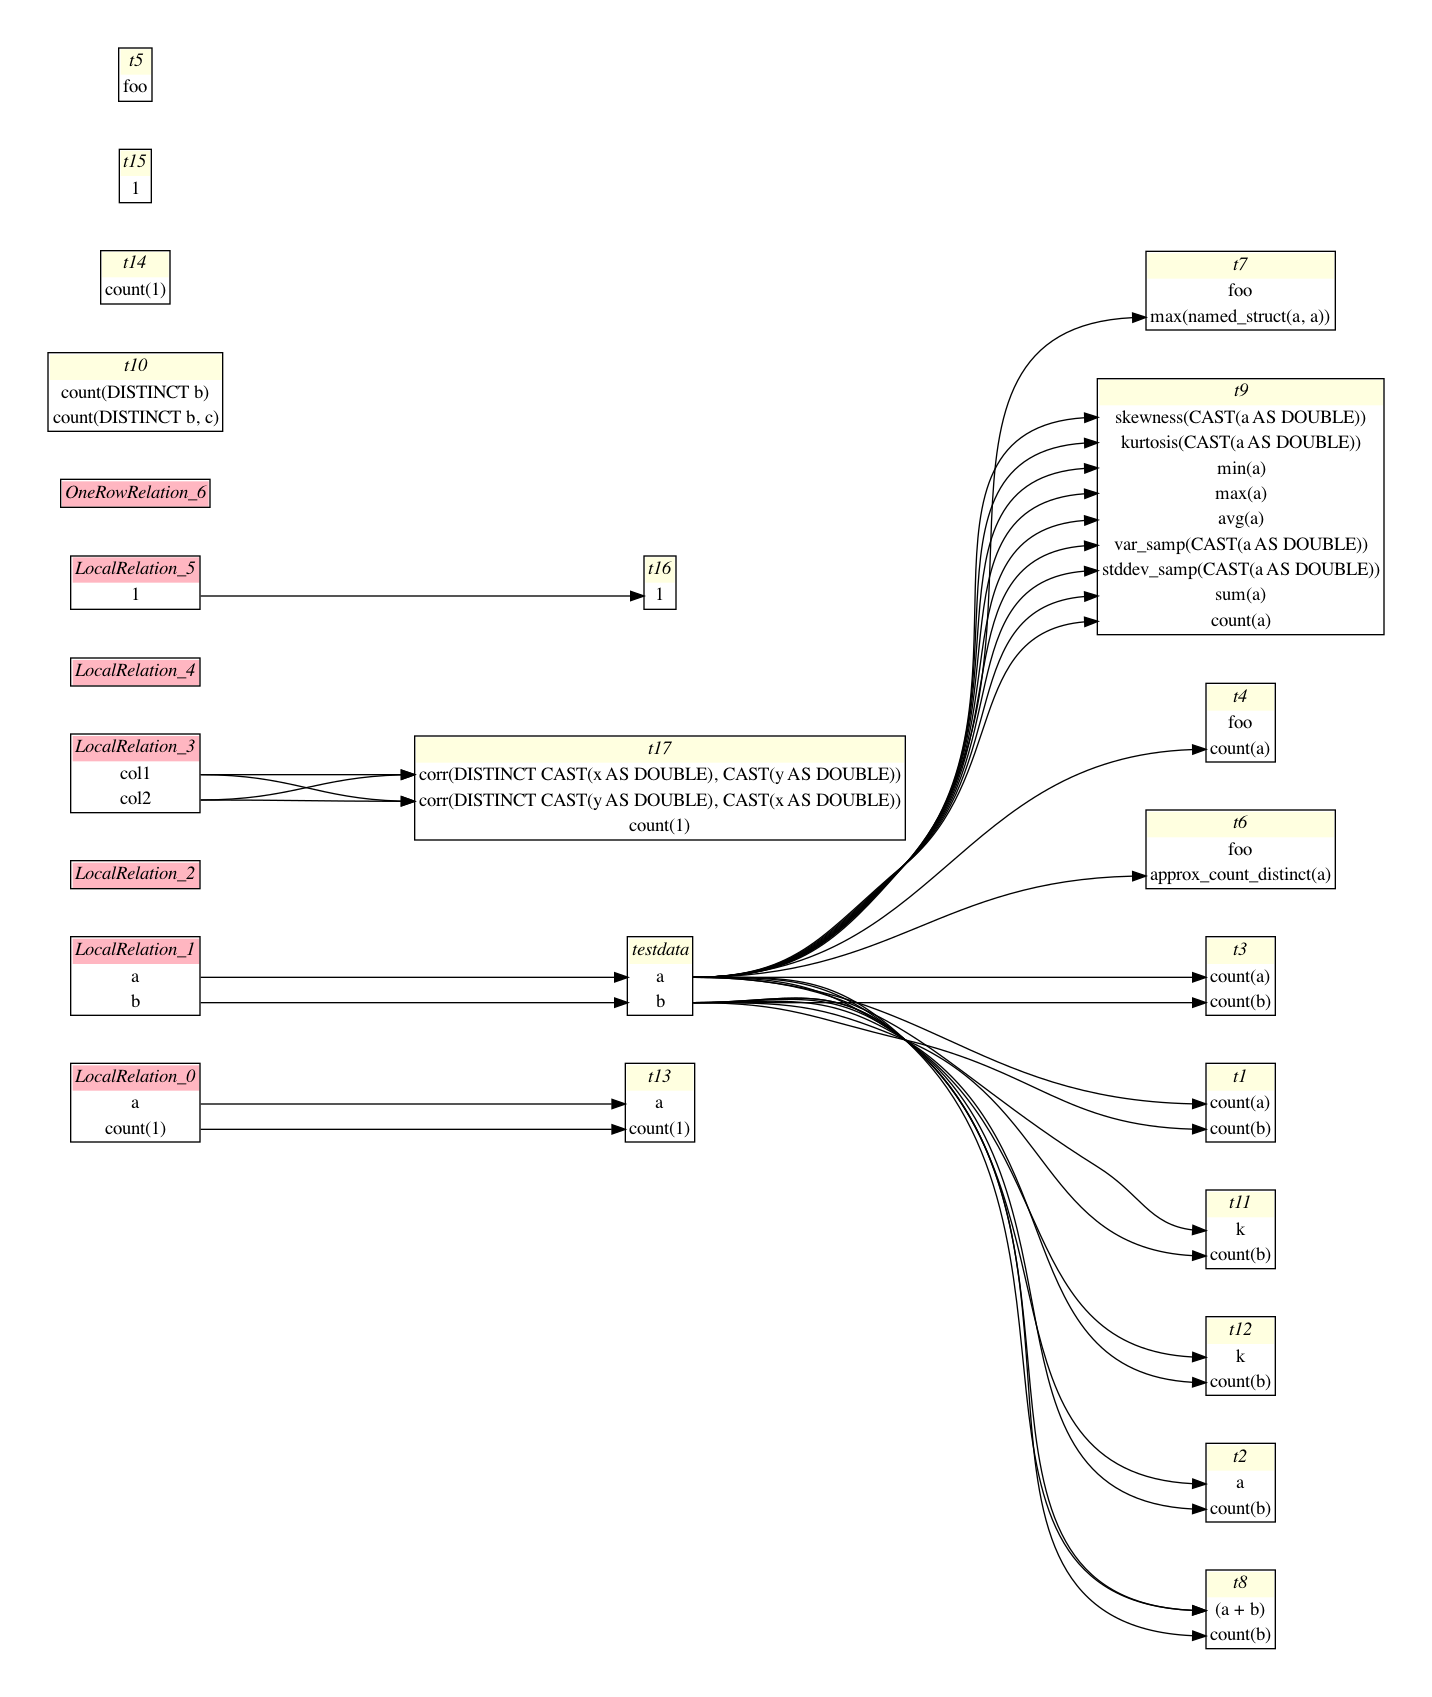 t5
foo
t15
1
t14
count(1)
t10
count(DISTINCT b)
count(DISTINCT b, c)
OneRowRelation_6
LocalRelation_5
1
LocalRelation_4
LocalRelation_3
col1
col2
LocalRelation_2
LocalRelation_1
a
b
LocalRelation_0
a
count(1)
t16
1
t17
corr(DISTINCT CAST(x AS DOUBLE), CAST(y AS DOUBLE))
corr(DISTINCT CAST(y AS DOUBLE), CAST(x AS DOUBLE))
count(1)
testdata
a
b
t13
a
count(1)
t7
foo
max(named_struct(a, a))
t9
skewness(CAST(a AS DOUBLE))
kurtosis(CAST(a AS DOUBLE))
min(a)
max(a)
avg(a)
var_samp(CAST(a AS DOUBLE))
stddev_samp(CAST(a AS DOUBLE))
sum(a)
count(a)
t4
foo
count(a)
t6
foo
approx_count_distinct(a)
t3
count(a)
count(b)
t1
count(a)
count(b)
t11
k
count(b)
t12
k
count(b)
t2
a
count(b)
t8
(a + b)
count(b)